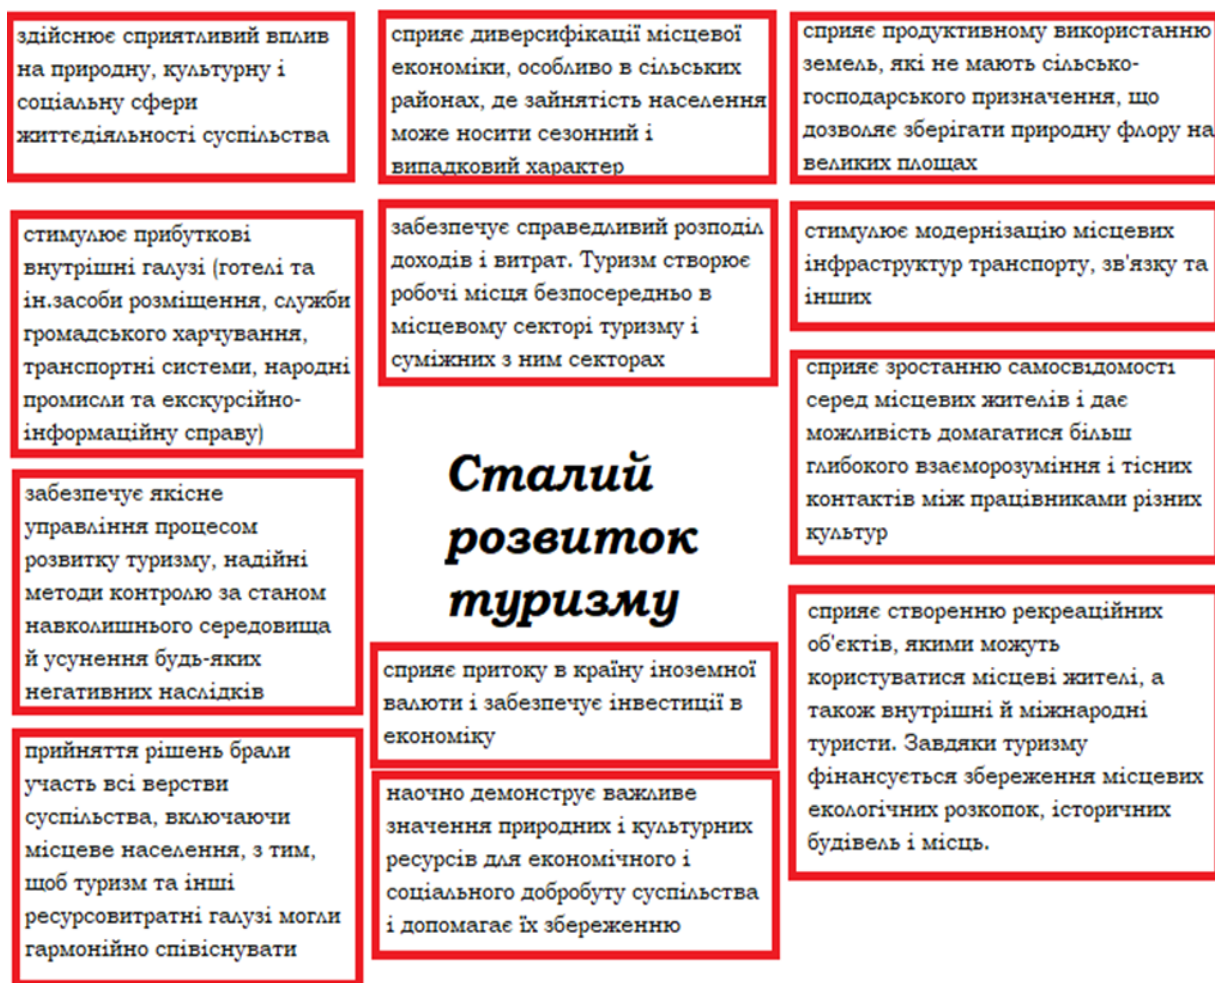 здійснює сприятливий вплив
на природну, культурну і
соціальну сфери
життєдіяльності суспільства
сприяє диверсифікації місцевої
економіки, особливо в сільських
районах, де зайнятість населення
може носити сезонний і
випадковий характер
сприяє продуктивному використанню
земель, які не мають сільсько-
господарського призначення, що
дозволяє зберігати природну флору на
великих площах
стимулює прибуткові
внутрішні галузі (готелі та
ін.засоби розміщення, служби
громадського харчування,
транспортні системи, народні
промисли та екскурсійно-
інформаційну справу)
забезпечує справедливий розподіл
доходів і витрат. Туризм створює
робочі місця безпосередньо в
місцевому секторі туризму і
суміжних з ним секторах
стимулює модернізацію місцевих
інфраструктур транспорту, зв'язку та
інших
сприяє зростанню самосвідомості
серед місцевих жителів і дає
можливість домагатися більш
глибокого взаєморозуміння і тісних
контактів між працівниками різних
культур
Сталий
розвиток
туризму
забезпечує якісне
управління процесом
розвитку туризму, надійні
методи контролю за станом
навколишнього середовища
й усунення будь-яких
негативних наслідків
сприяє притоку в країну іноземної
валюти і забезпечує інвестиції в
економіку
сприяє створенню рекреаційних
об'єктів, якими можуть
користуватися місцеві жителі, а
також внутрішні й міжнародні
туристи. Завдяки туризму
фінансується збереження місцевих
екологічних розкопок, історичних
будівель і місць.
прийняття рішень брали
участь всі верстви
суспільства, включаючи
місцеве населення, з тим,
щоб туризм та інші
ресурсовитратні галузі могли
гармонійно співіснувати
наочно демонструє важливе
значення природних і культурних
ресурсів для економічного і
соціального добробуту суспільства
і допомагає їх збереженню